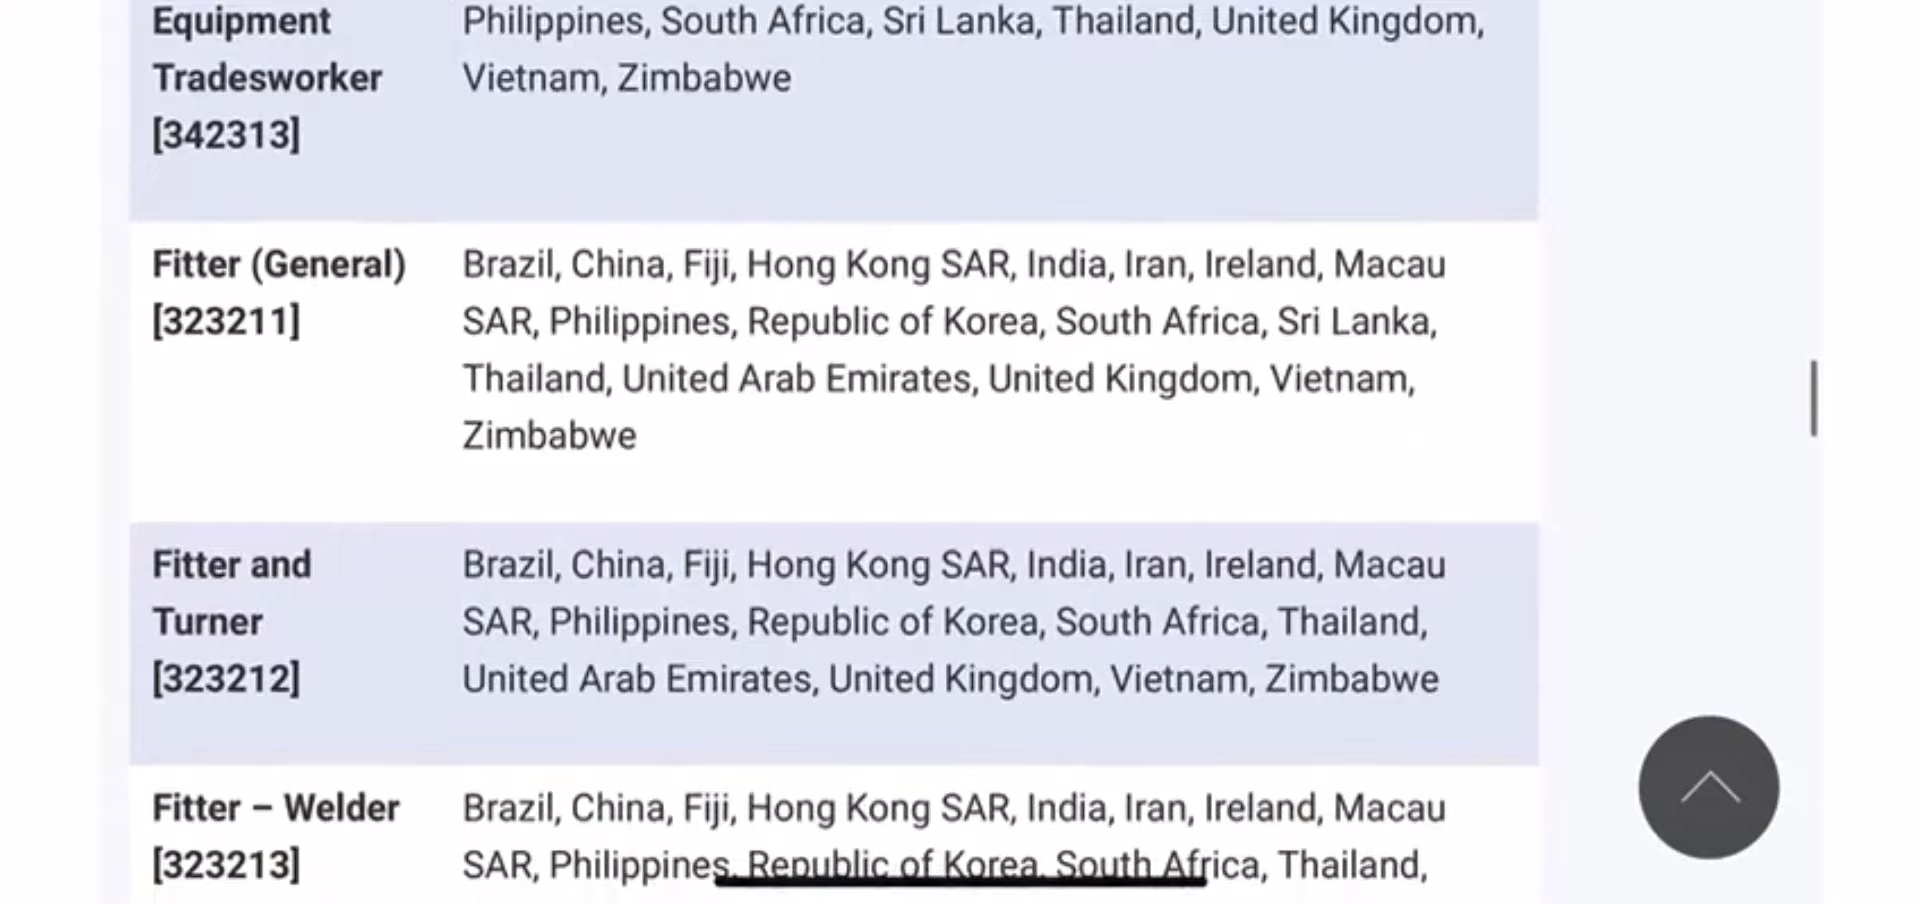 Equipment
Tradesworker
[342313]
Philippines, South Africa, Sri Lanka, Thailand, United Kingdom,
Vietnam, Zimbabwe
Fitter (General)
[323211]
Brazil, China, Fiji, Hong Kong SAR, India, Iran, Ireland, Macau
SAR, Philippines, Republic of Korea, South Africa, Sri Lanka,
Thailand, United Arab Emirates, United Kingdom, Vietnam,
Zimbabwe
Fitter and
Turner
[323212]
Brazil, China, Fiji, Hong Kong SAR, India, Iran, Ireland, Macau
SAR, Philippines, Republic of Korea, South Africa, Thailand,
United Arab Emirates, United Kingdom, Vietnam, Zimbabwe
Fitter – Welder
[323213]
Brazil, China, Fiji, Hong Kong SAR, India, Iran, Ireland, Macau
SAR, Philippines, Republic of Korea, South Africa, Thailand,